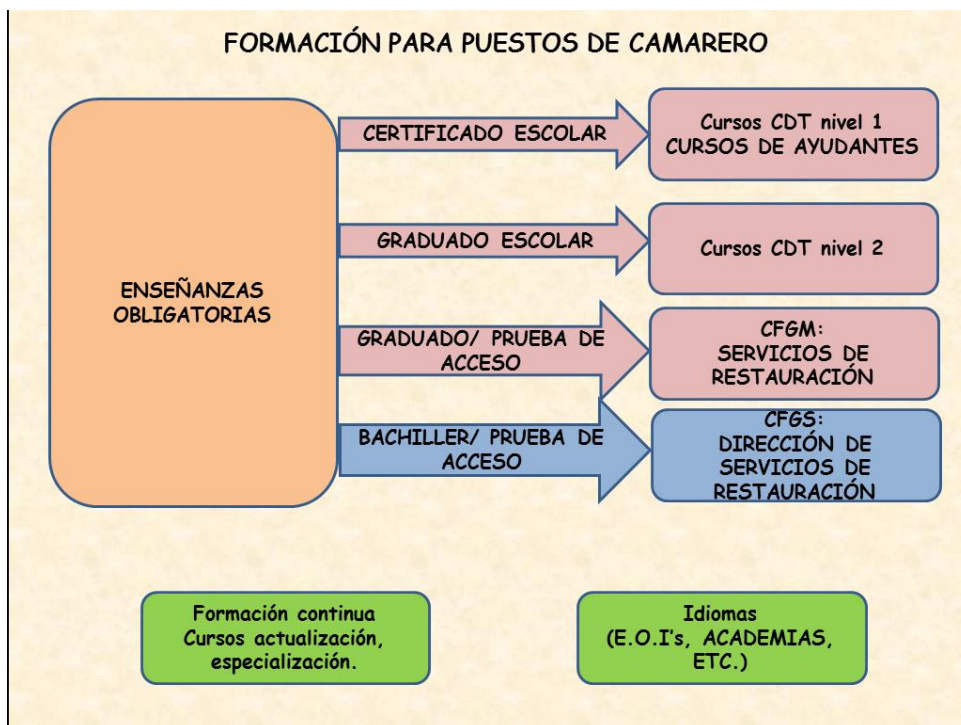 FORMACIÓN PARA PUESTOS DE CAMARERO
ENSEÑANZAS
OBLIGATORIAS
CERTIFICADO ESCOLAR
Cursos CDT nivel 1
CURSOS DE AYUDANTES
GRADUADO ESCOLAR
Cursos CDT nivel 2
GRADUADO/ PRUEBA DE
ACCESO
CFGM:
SERVICIOS DE
RESTAURACIÓN
BACHILLER/ PRUEBA DE
ACCESO
CFGS:
DIRECCIÓN DE
SERVICIOS DE
RESTAURACIÓN
Formación continua
Cursos actualización,
especialización.
Idiomas
(E.O.I's, ACADEMIAS,
ETC.)